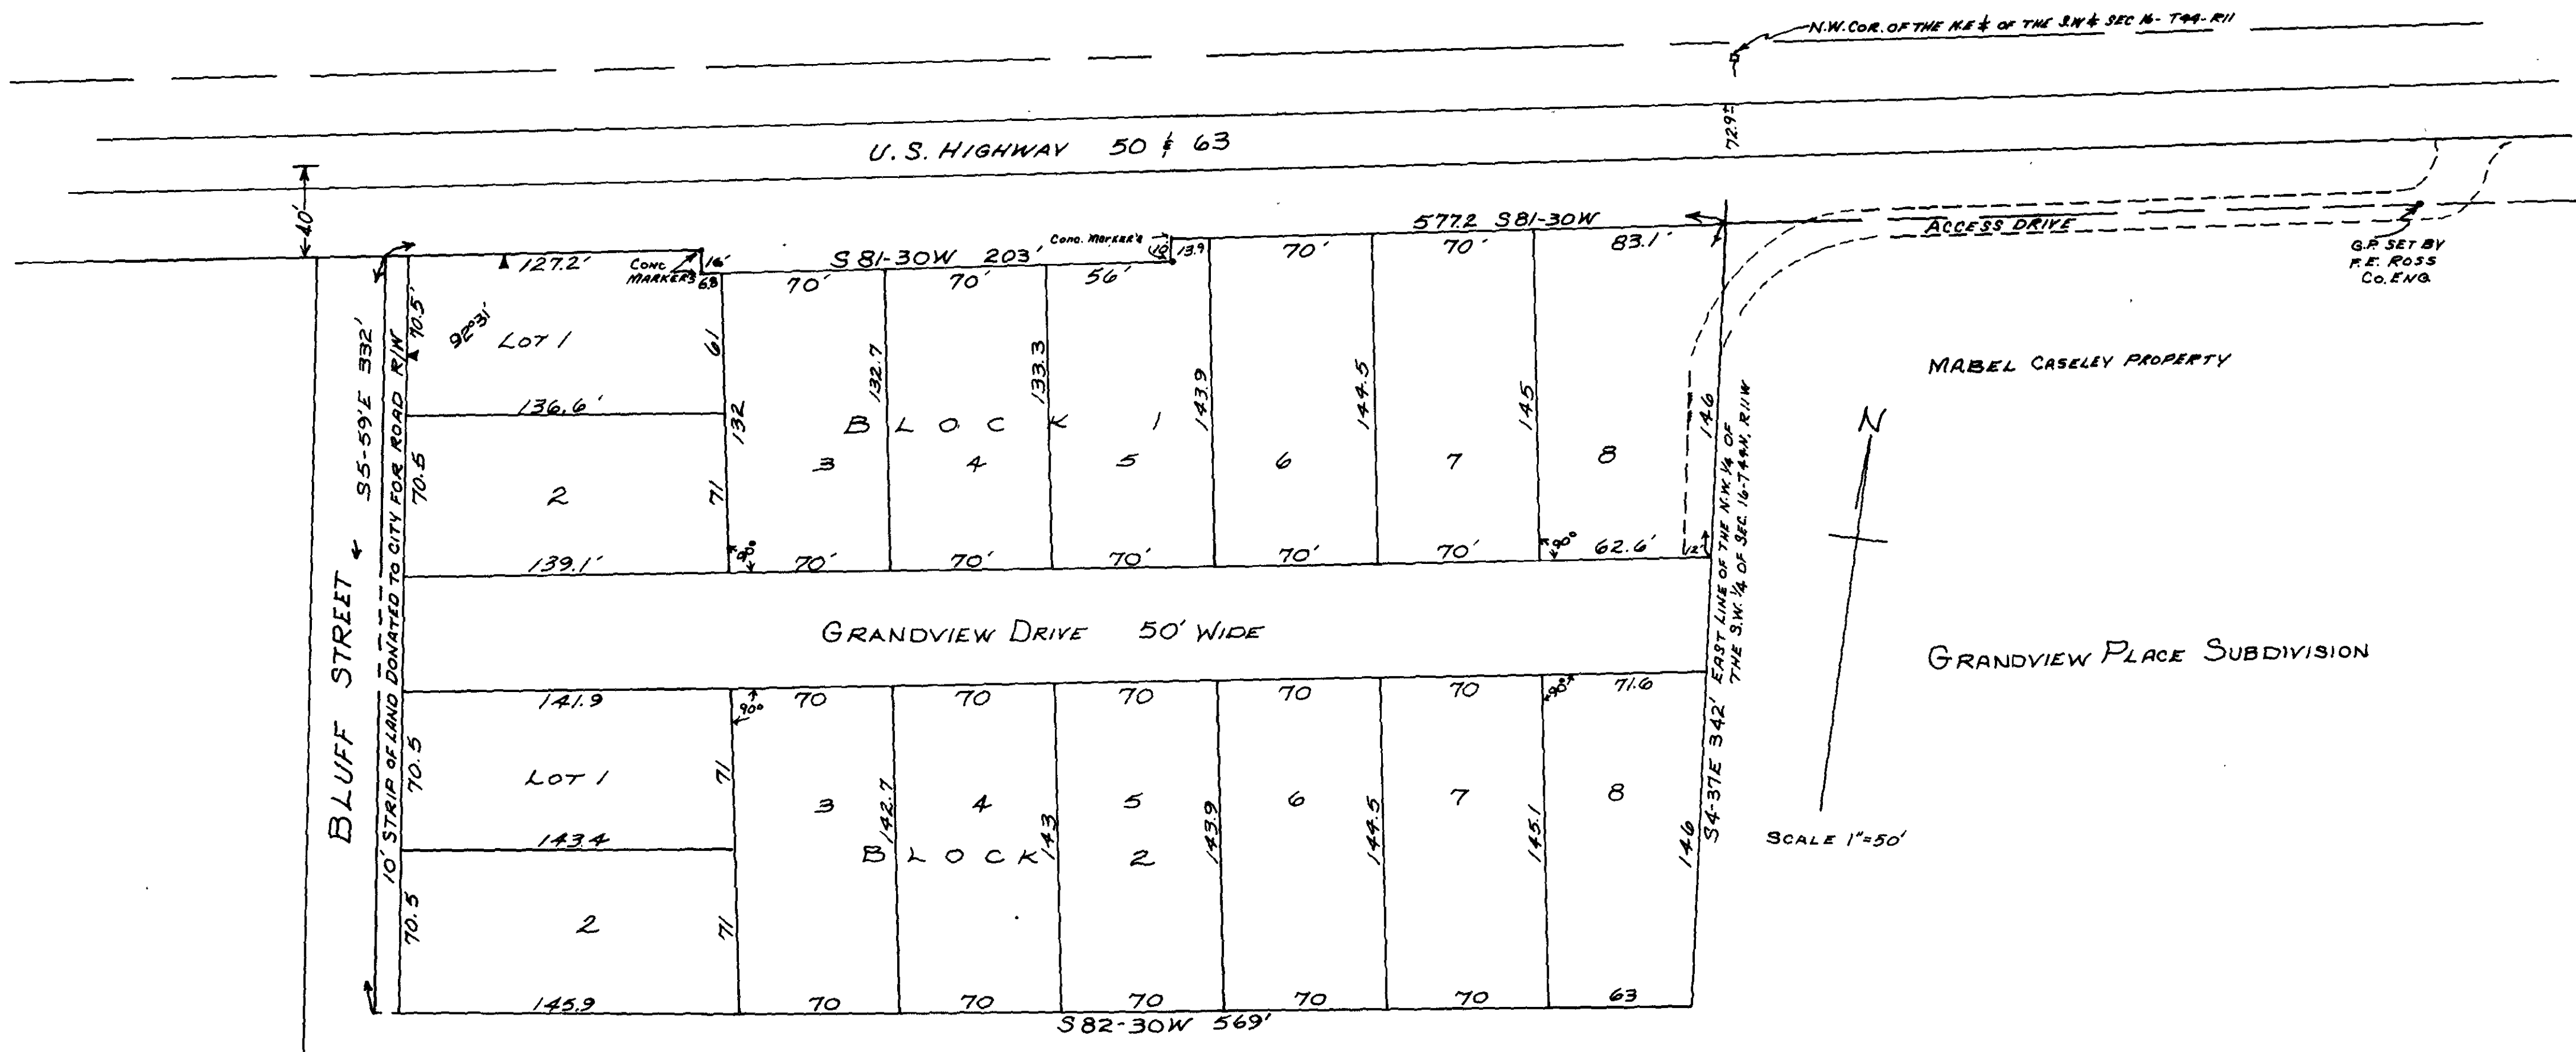 N.W. COR. OF THE N.E ¼ OF THE S.W ¼ SEC 16- T44-R11
72.9±
U.S. HIGHWAY 50 & 63
40'
577.2 S81-30W
ACCESS DRIVE
G.P. SET BY
F.E. ROSS
CO. ENG.
127.2'
CONC
MARKERS
16'
6.8
S 81-30W 203'
CONC. MARKER'S
10'
13.9
70'
70'
56'
70'
70'
83.1'
70.5'
92°31'
LOT 1
61
136.6'
132
132.7
133.3
143.9
144.5
145
146
BLOCK 1
70.5
2
71
3
4
5
6
7
8
139.1'
90°
70'
70'
70'
70'
70'
90°
62.6'
12'
MABEL CASELEY PROPERTY
N
BLUFF STREET
S5-59'E 332'
10' STRIP OF LAND DONATED TO CITY FOR ROAD R/W
GRANDVIEW DRIVE 50' WIDE
S4-37E 342' EAST LINE OF THE N.W. ¼ OF
THE S.W. ¼ OF SEC. 16-T44N, R11W
GRANDVIEW PLACE SUBDIVISION
SCALE 1"=50'
141.9
90°
70
70
70
70
70
90°
71.6
70.5
LOT 1
71
3
142.7
4
143
5
143.9
6
144.5
7
145.1
8
146
143.4
BLOCK 2
70.5
2
71
145.9
70
70
70
70
70
63
S82-30W 569'